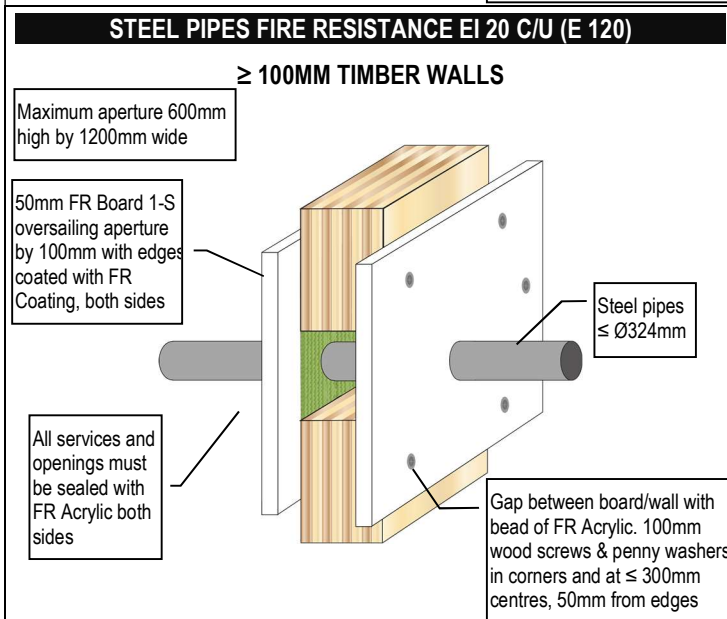 STEEL PIPES FIRE RESISTANCE EI 20 C/U (E 120)
≥ 100MM TIMBER WALLS
Maximum aperture 600mm
high by 1200mm wide
50mm FR Board 1-S
oversailing aperture
by 100mm with edges
coated with FR
Coating, both sides
Steel pipes
≤ Ø324mm
All services and
openings must
be sealed with
FR Acrylic both
sides
Gap between board/wall with
bead of FR Acrylic. 100mm
wood screws & penny washers
in corners and at ≤ 300mm
centres, 50mm from edges